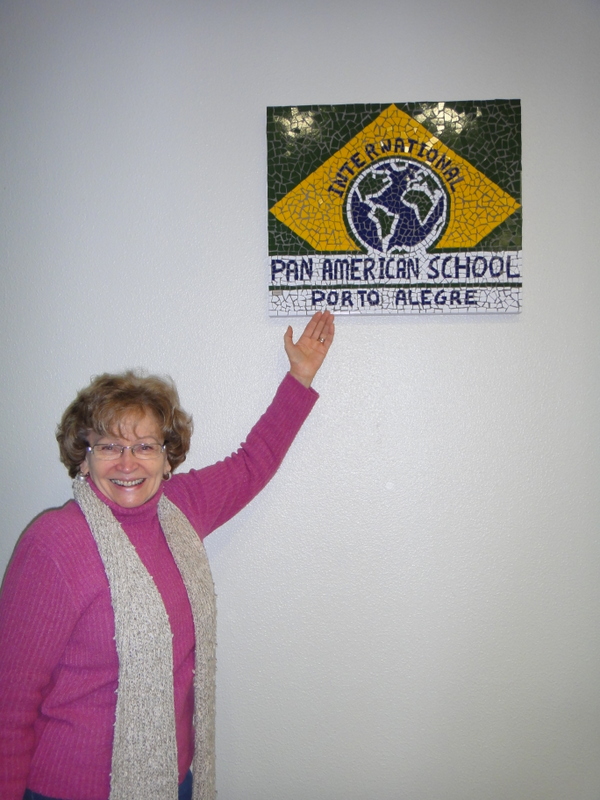 INTERNATIONAL
PAN AMERICAN SCHOOL
PORTO ALEGRE